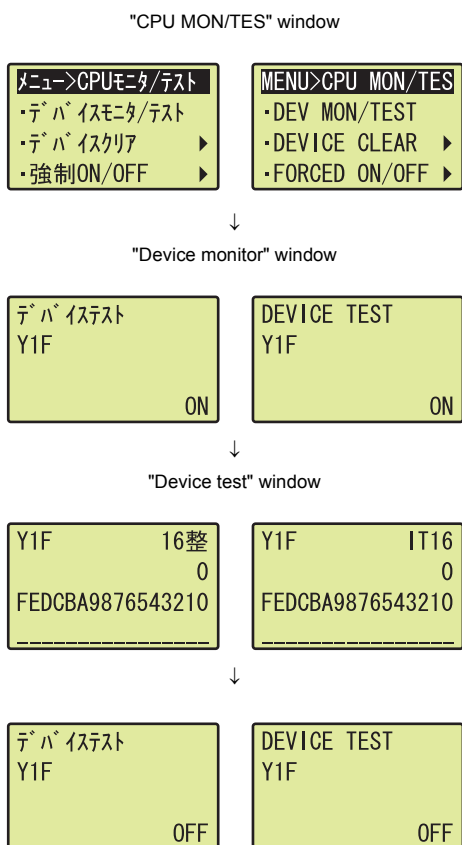 "CPU MON/TES" window
ﾒﾆｭｰ>CPUﾓﾆﾀ/ﾃｽﾄ
･ﾃﾞﾊﾞｲｽﾓﾆﾀ/ﾃｽﾄ
･ﾃﾞﾊﾞｲｽｸﾘｱ ▶
･強制ON/OFF ▶
MENU>CPU MON/TES
･DEV MON/TEST
･DEVICE CLEAR ▶
･FORCED ON/OFF ▶
↓
"Device monitor" window
ﾃﾞﾊﾞｲｽﾃｽﾄ
Y1F
ON
DEVICE TEST
Y1F
ON
↓
"Device test" window
Y1F 16整
0
FEDCBA9876543210
________________
Y1F IT16
0
FEDCBA9876543210
________________
↓
ﾃﾞﾊﾞｲｽﾃｽﾄ
Y1F
OFF
DEVICE TEST
Y1F
OFF